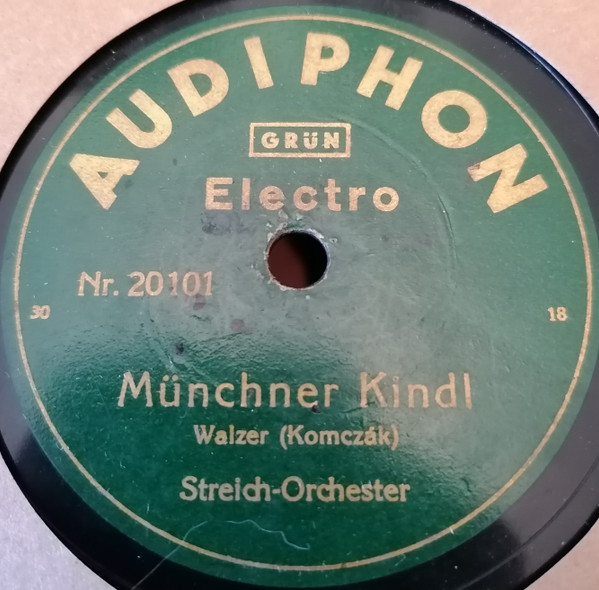 AUDIPHON
GRÜN
Electro
Nr. 20101
30
18
Münchner Kindl
Walzer (Komczák)
Streich-Orchester